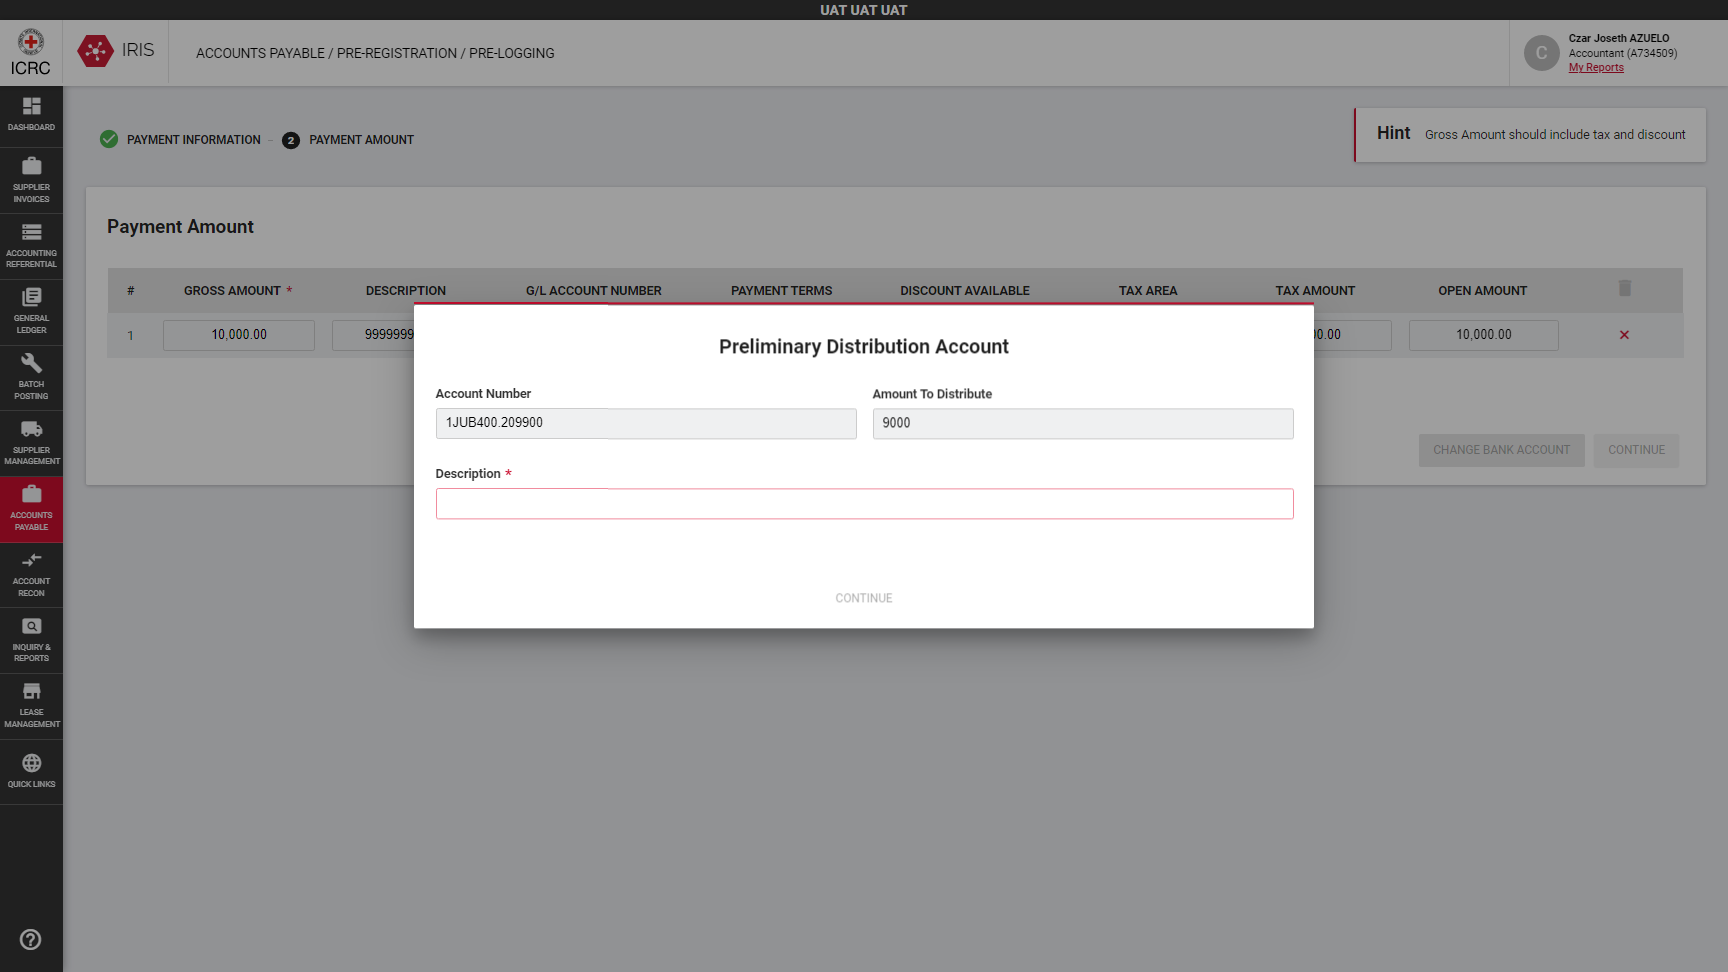 UAT UAT UAT
ICRC
IRIS
ACCOUNTS PAYABLE / PRE-REGISTRATION / PRE-LOGGING
C
Czar Joseth AZUELO
Accountant (A734509)
My Reports
DASHBOARD
SUPPLIER
INVOICES
ACCOUNTING
REFERENTIAL
GENERAL
LEDGER
BATCH
POSTING
SUPPLIER
MANAGEMENT
ACCOUNTS
PAYABLE
ACCOUNT
RECON
INQUIRY &
REPORTS
LEASE
MANAGEMENT
QUICK LINKS
PAYMENT INFORMATION - 2 PAYMENT AMOUNT
Hint Gross Amount should include tax and discount
Payment Amount
# GROSS AMOUNT * DESCRIPTION G/L ACCOUNT NUMBER PAYMENT TERMS DISCOUNT AVAILABLE TAX AREA TAX AMOUNT OPEN AMOUNT
1 10,000.00 9999999 0.00 10,000.00
CHANGE BANK ACCOUNT CONTINUE
Preliminary Distribution Account
Account Number Amount To Distribute
1JUB400.209900 9000
Description *
CONTINUE